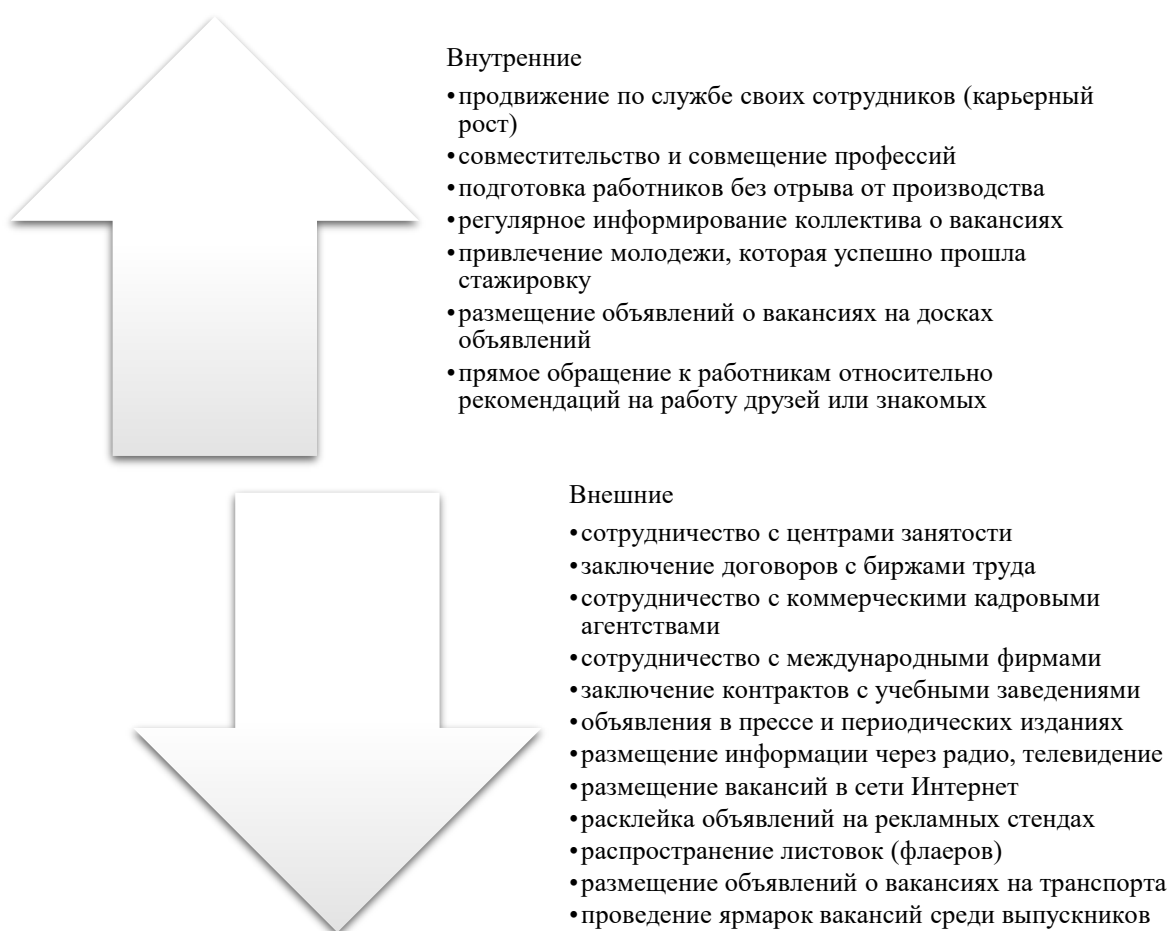 Внутренние
•продвижение по службе своих сотрудников (карьерный
рост)
•совместительство и совмещение профессий
•подготовка работников без отрыва от производства
•регулярное информирование коллектива о вакансиях
•привлечение молодежи, которая успешно прошла
стажировку
•размещение объявлений о вакансиях на досках
объявлений
•прямое обращение к работникам относительно
рекомендаций на работу друзей или знакомых
Внешние
•сотрудничество с центрами занятости
•заключение договоров с биржами труда
•сотрудничество с коммерческими кадровыми
агентствами
•сотрудничество с международными фирмами
•заключение контрактов с учебными заведениями
•объявления в прессе и периодических изданиях
•размещение информации через радио, телевидение
•размещение вакансий в сети Интернет
•расклейка объявлений на рекламных стендах
•распространение листовок (флаеров)
•размещение объявлений о вакансиях на транспорта
•проведение ярмарок вакансий среди выпускников